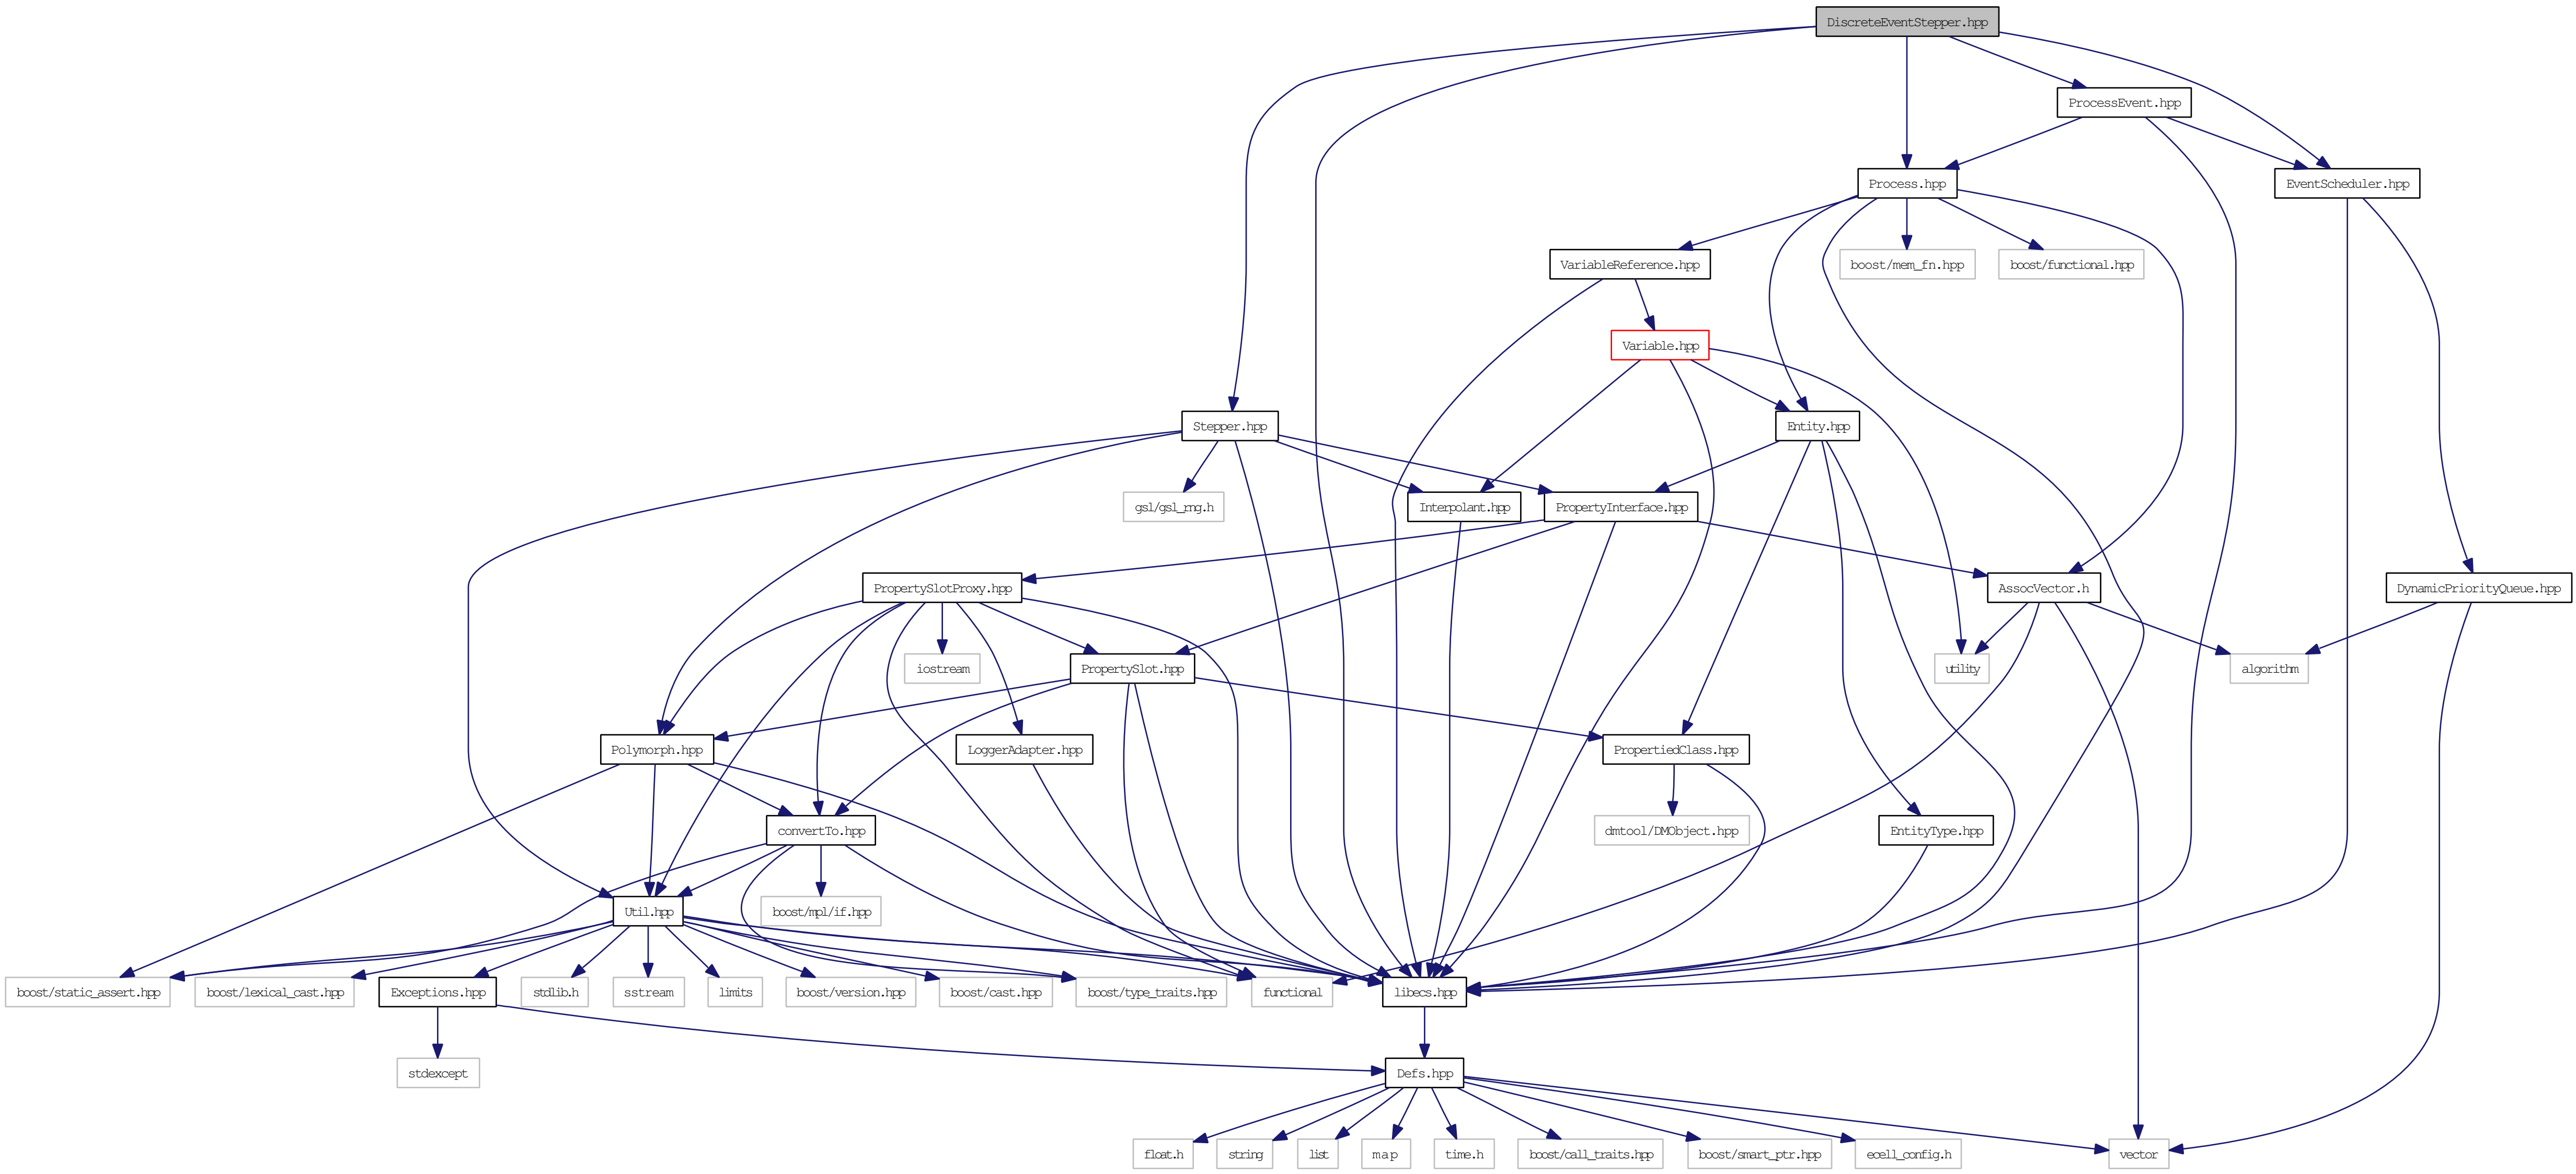 DiscreteEventStepper.hpp
ProcessEvent.hpp
Process.hpp
EventScheduler.hpp
VariableReference.hpp
boost/mem_fn.hpp
boost/functional.hpp
Variable.hpp
Stepper.hpp
Entity.hpp
gsl/gsl_rng.h
Interpolant.hpp
PropertyInterface.hpp
PropertySlotProxy.hpp
AssocVector.h
DynamicPriorityQueue.hpp
iostream
PropertySlot.hpp
utility
algorithm
Polymorph.hpp
LoggerAdapter.hpp
PropertiedClass.hpp
convertTo.hpp
dmtool/DMObject.hpp
EntityType.hpp
Util.hpp
boost/mpl/if.hpp
boost/static_assert.hpp
boost/lexical_cast.hpp
Exceptions.hpp
stdlib.h
sstream
limits
boost/version.hpp
boost/cast.hpp
boost/type_traits.hpp
functional
libecs.hpp
stdexcept
Defs.hpp
float.h
string
list
map
time.h
boost/call_traits.hpp
boost/smart_ptr.hpp
ecell_config.h
vector